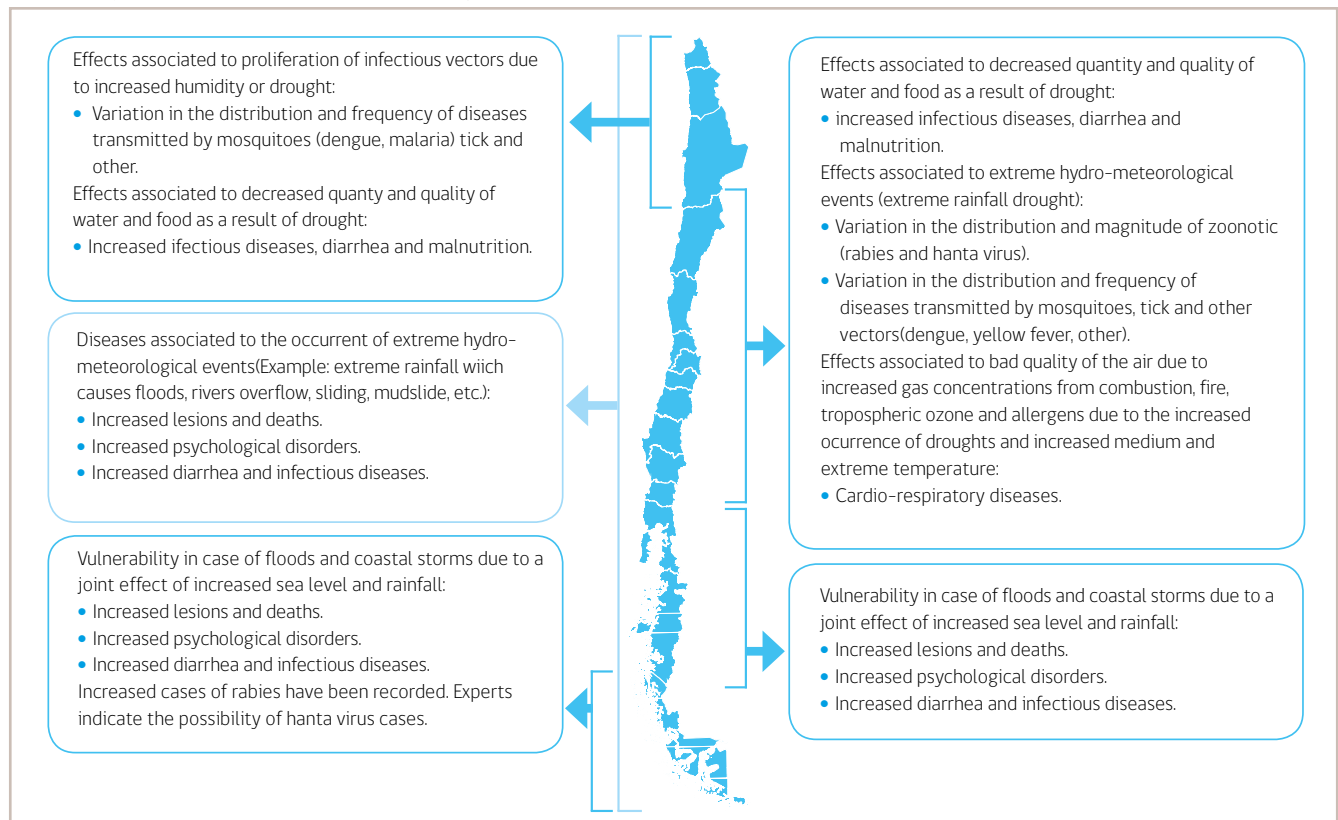 Effects associated to proliferation of infectious vectors due
to increased humidity or drought:
• Variation in the distribution and frequency of diseases
transmitted by mosquitoes (dengue, malaria) tick and
other.
Effects associated to decreased quanty and quality of
water and food as a result of drought:
• Increased ifectious diseases, diarrhea and malnutrition.
Diseases associated to the occurrent of extreme hydro-
meteorological events(Example: extreme rainfall wiich
causes floods, rivers overflow, sliding, mudslide, etc.):
• Increased lesions and deaths.
• Increased psychological disorders.
• Increased diarrhea and infectious diseases.
Vulnerability in case of floods and coastal storms due to a
joint effect of increased sea level and rainfall:
• Increased lesions and deaths.
• Increased psychological disorders.
• Increased diarrhea and infectious diseases.
Increased cases of rabies have been recorded. Experts
indicate the possibility of hanta virus cases.
Effects associated to decreased quantity and quality of
water and food as a result of drought:
• increased infectious diseases, diarrhea and
malnutrition.
Effects associated to extreme hydro-meteorological
events (extreme rainfall drought):
• Variation in the distribution and magnitude of zoonotic
(rabies and hanta virus).
• Variation in the distribution and frequency of
diseases transmitted by mosquitoes, tick and other
vectors(dengue, yellow fever, other).
Effects associated to bad quality of the air due to
increased gas concentrations from combustion, fire,
tropospheric ozone and allergens due to the increased
ocurrence of droughts and increased medium and
extreme temperature:
• Cardio-respiratory diseases.
Vulnerability in case of floods and coastal storms due to a
joint effect of increased sea level and rainfall:
• Increased lesions and deaths.
• Increased psychological disorders.
• Increased diarrhea and infectious diseases.